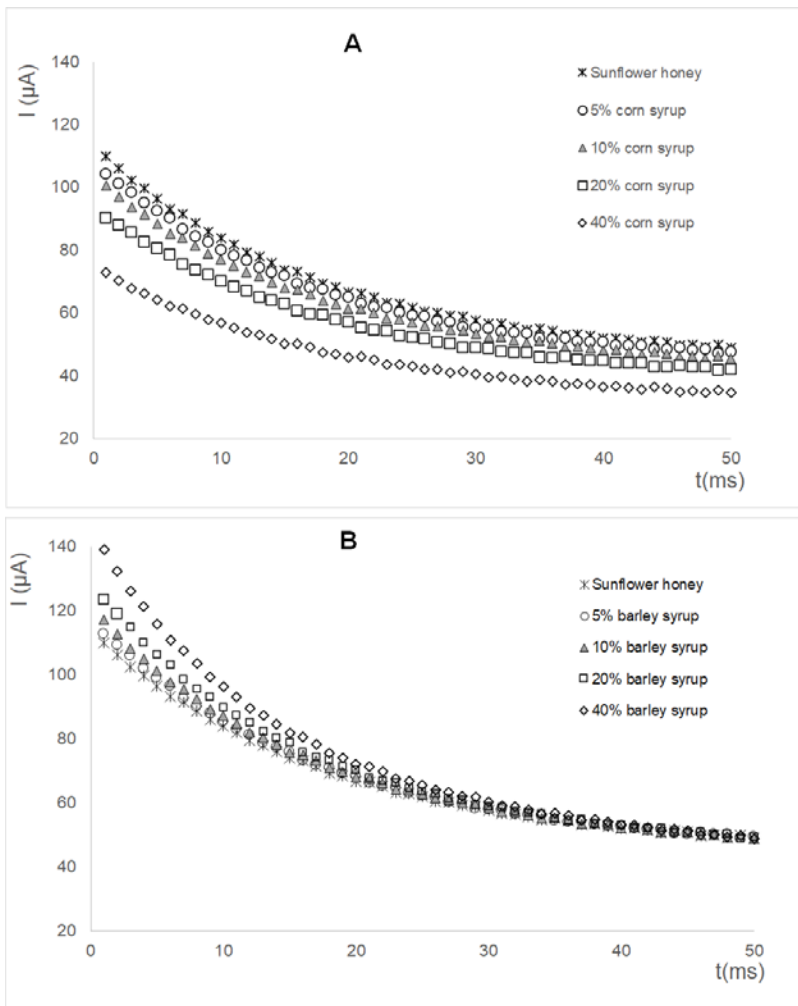 A
I (µA)
140
120
100
80
60
40
20
0
10
20
30
40
50
t(ms)
Sunflower honey
5% corn syrup
10% corn syrup
20% corn syrup
40% corn syrup
B
I (µA)
140
120
100
80
60
40
20
0
10
20
30
40
50
t(ms)
Sunflower honey
5% barley syrup
10% barley syrup
20% barley syrup
40% barley syrup